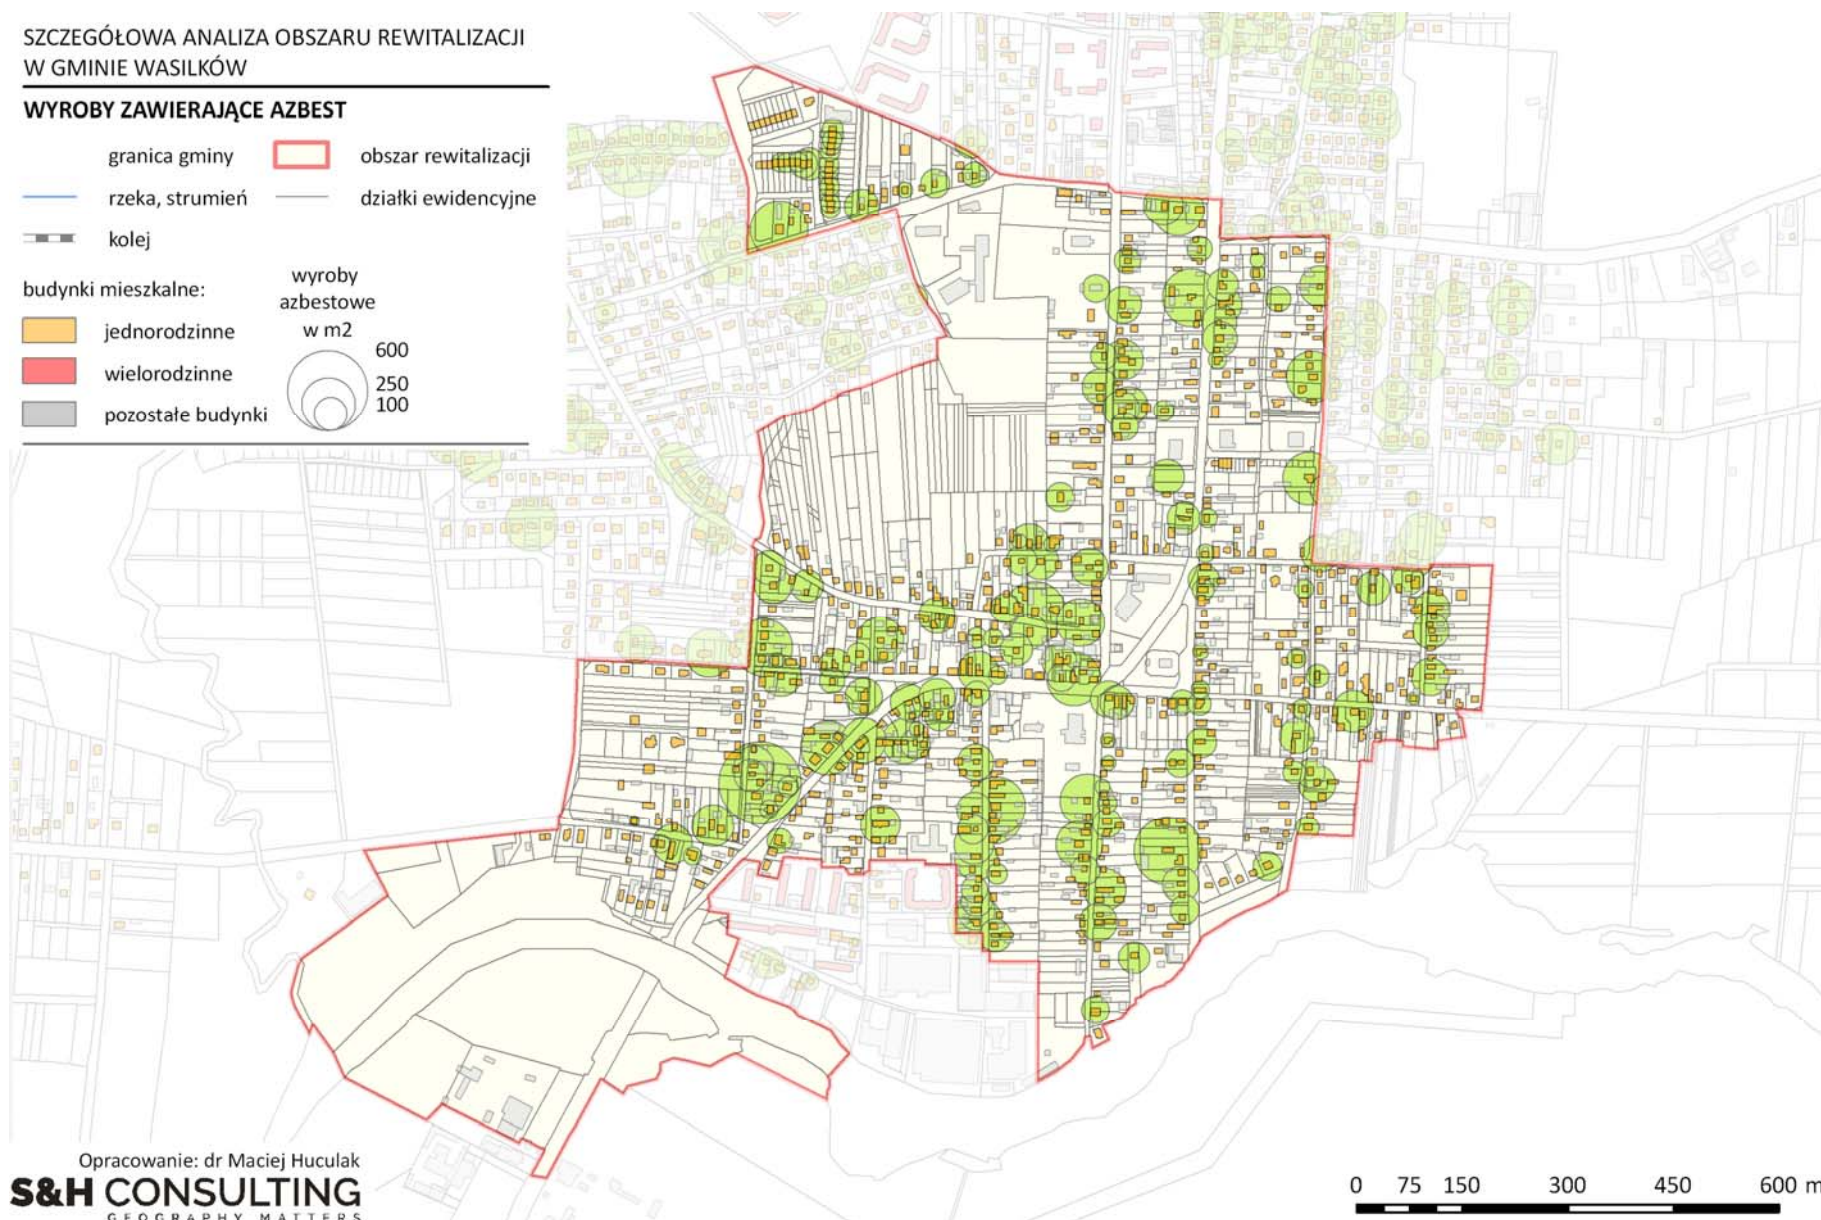 SZCZEGÓŁOWA ANALIZA OBSZARU REWITALIZACJI
W GMINIE WASILKÓW
WYROBY ZAWIERAJĄCE AZBEST
granica gminy
obszar rewitalizacji
rzeka, strumień
działki ewidencyjne
kolej
budynki mieszkalne:
jednorodzinne
wielorodzinne
pozostałe budynki
wyroby
azbestowe
w m2
600
250
100
Opracowanie: dr Maciej Huculak
S&H CONSULTING
GEOGRAPHY MATTERS
0 75 150 300 450 600 m